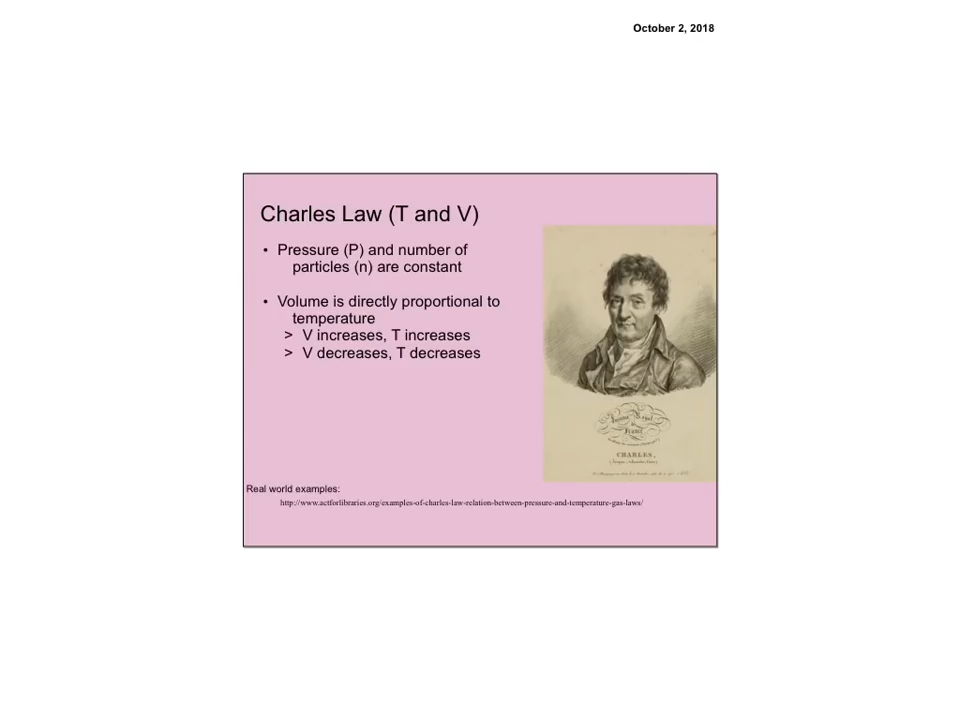 October 2, 2018
Charles Law (T and V)
• Pressure (P) and number of
particles (n) are constant
• Volume is directly proportional to
temperature
> V increases, T increases
> V decreases, T decreases
CHARLES,
Real world examples:
http://www.actforlibraries.org/examples-of-charles-law-relation-between-pressure-and-temperature-gas-laws/